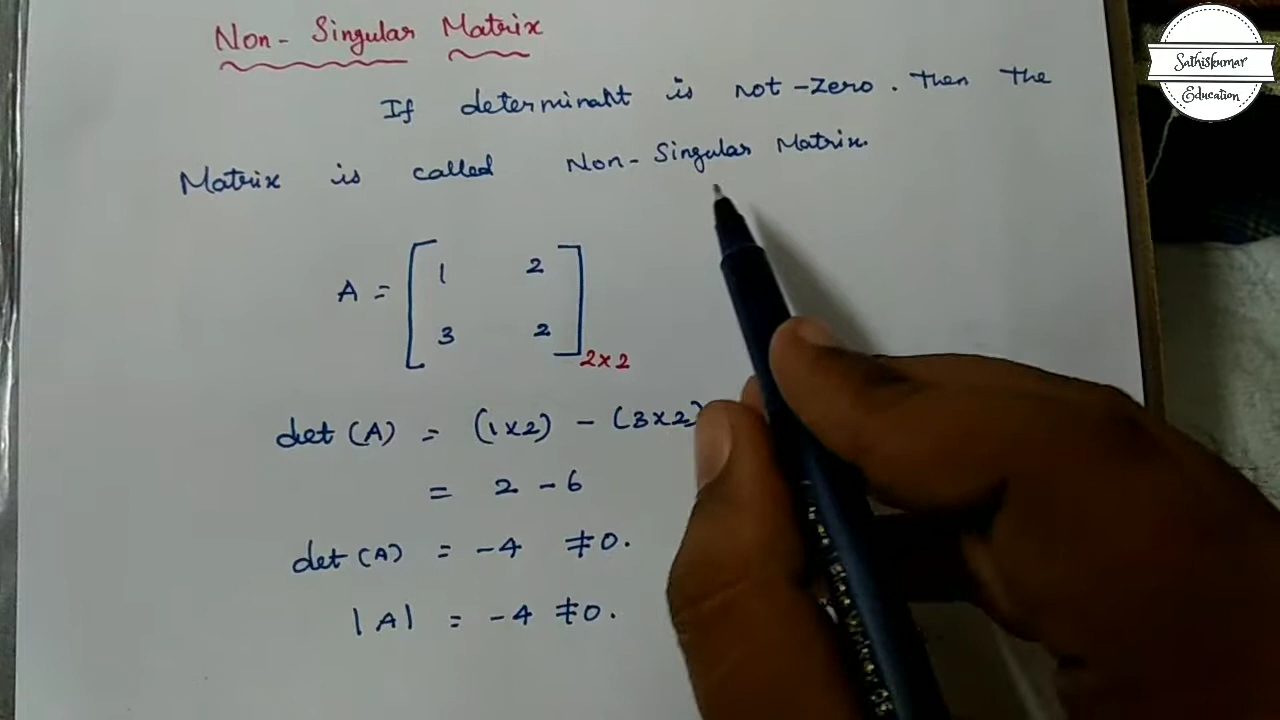 Non- Singular Matrix
If determinant is not-Zero. Then the
Matrix is called Non- Singular Matrix.
A = [ 1 2
3 2 ] 2x2
det (A) = (1x2) - (3x2)
= 2 - 6
det (A) = -4 ≠0.
|A| = -4 ≠0.
Sathiskumar
Education